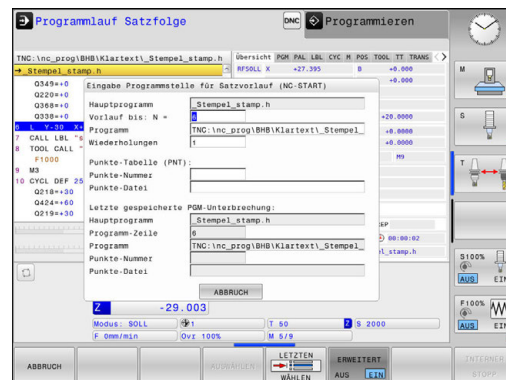 Programmlauf Satzfolge
DNC
Programmieren
TNC:\nc_prog\BHB\Klartext\_Stempel_stamp.h
→_Stempel_stamp.h
Übersicht PGM PAL LBL CYC M POS TOOL TT TRANS
RFSOLL X +27.395 B +0.000
+0.000
Q349=+0
Q220=+0
Q368=+0
Q338=+0
6 L Y-30 X+
7 CALL LBL "s
8 TOOL CALL "
F1000
9 M3
10 CYCL DEF 25
Q218=+30
Q424=+60
Q219=+30
Eingabe Programmstelle für Satzvorlauf (NC-START)
Hauptprogramm _Stempel_stamp.h
Vorlauf bis: N = 6
Programm TNC:\nc_prog\BHB\Klartext\_Stempel_
Wiederholungen 1
Punkte-Tabelle (PNT):
Punkte-Nummer
Punkte-Datei
Letzte gespeicherte PGM-Unterbrechung:
Hauptprogramm _Stempel_stamp.h
Programm-Zeile 6
Programm TNC:\nc_prog\BHB\Klartext\_Stempel_
Punkte-Nummer
Punkte-Datei
ABBRUCH
+20.0000
+0.0000
+0.0000
M9
EP
00:00:02
l_stamp.h
Z -29.003
Modus: SOLL 1 T 50 Z S 2000
F 0mm/min Ovr 100% M 5/9
M
S
T
S100%
AUS EIN
F100%
AUS EIN
ABBRUCH
AUSWÄHLEN
LETZTEN
WÄHLEN
ERWEITERT
AUS EIN
INTERNER
STOPP